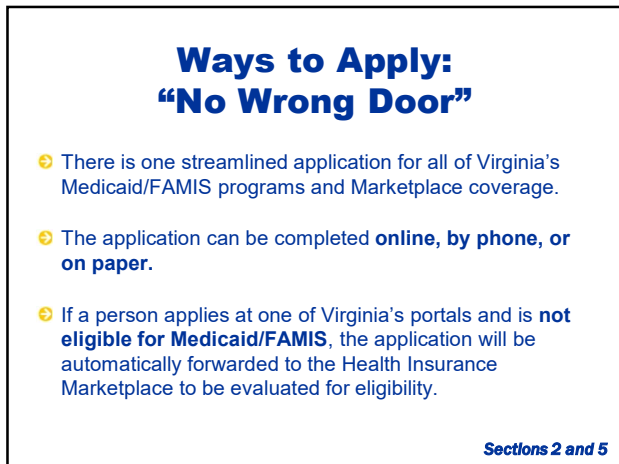 Ways to Apply:
“No Wrong Door”
There is one streamlined application for all of Virginia’s
Medicaid/FAMIS programs and Marketplace coverage.
The application can be completed online, by phone, or
on paper.
If a person applies at one of Virginia’s portals and is not
eligible for Medicaid/FAMIS, the application will be
automatically forwarded to the Health Insurance
Marketplace to be evaluated for eligibility.
Sections 2 and 5